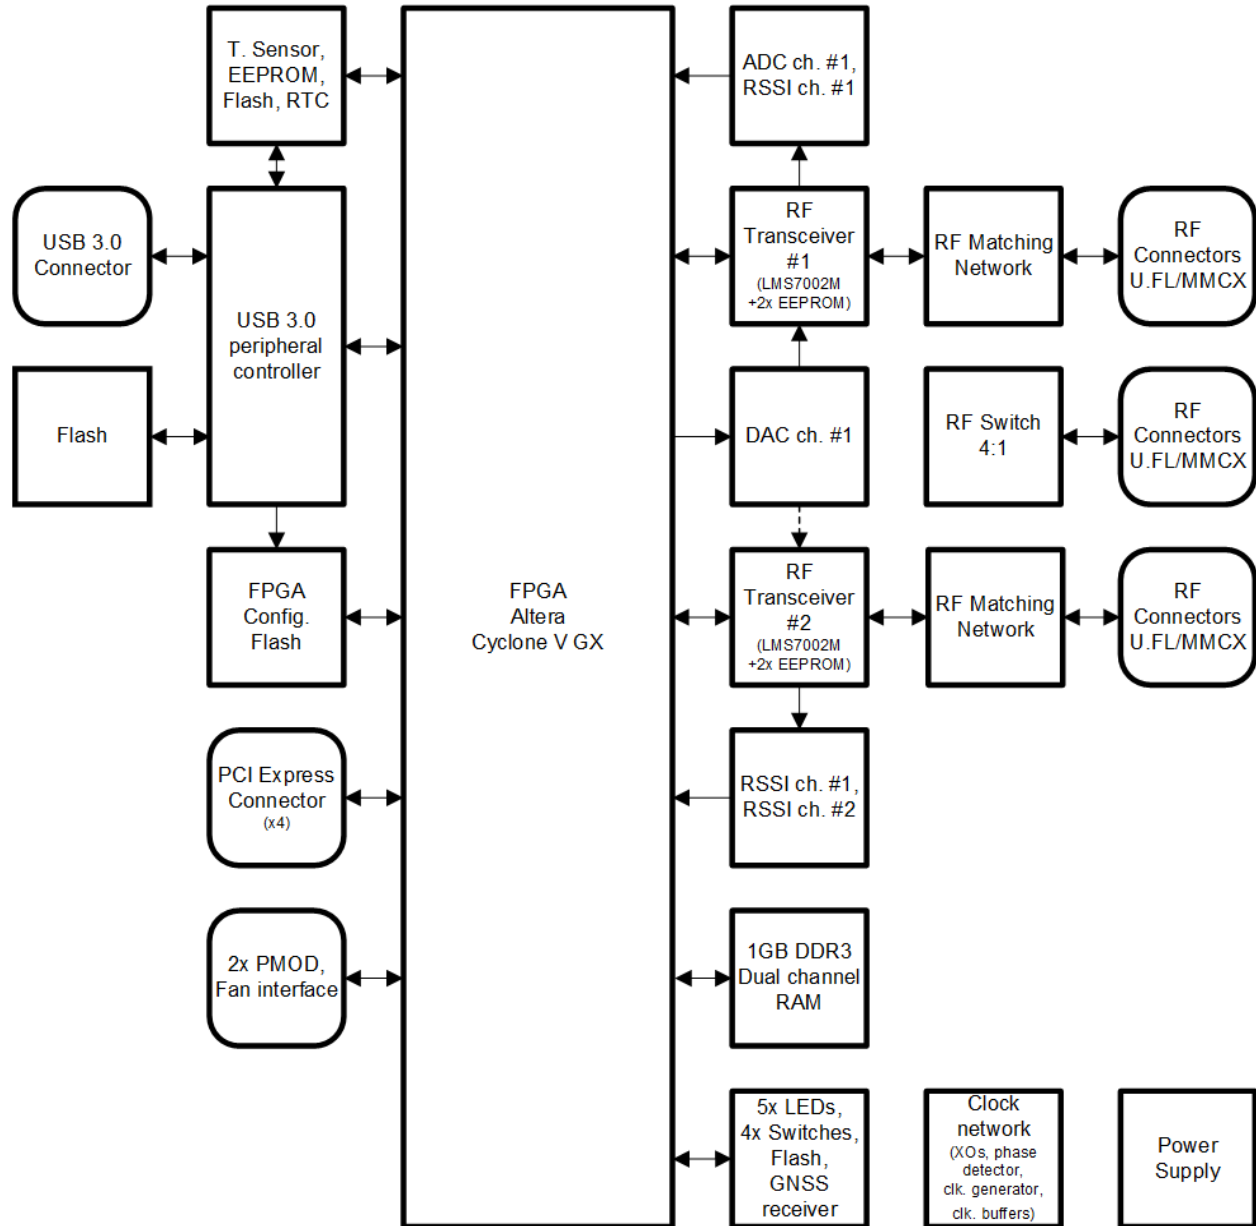 T. Sensor,
EEPROM,
Flash, RTC
ADC ch. #1,
RSSI ch. #1
USB 3.0
Connector
USB 3.0
peripheral
controller
RF
Transceiver
#1
(LMS7002M
+2x EEPROM)
RF Matching
Network
RF
Connectors
U.FL/MMCX
Flash
DAC ch. #1
RF Switch
4:1
RF
Connectors
U.FL/MMCX
FPGA
Config.
Flash
FPGA
Altera
Cyclone V GX
RF
Transceiver
#2
(LMS7002M
+2x EEPROM)
RF Matching
Network
RF
Connectors
U.FL/MMCX
PCI Express
Connector
(x4)
RSSI ch. #1,
RSSI ch. #2
2x PMOD,
Fan interface
1GB DDR3
Dual channel
RAM
5x LEDs,
4x Switches,
Flash,
GNSS
receiver
Clock
network
(XOs, phase
detector,
clk. generator,
clk. buffers)
Power
Supply